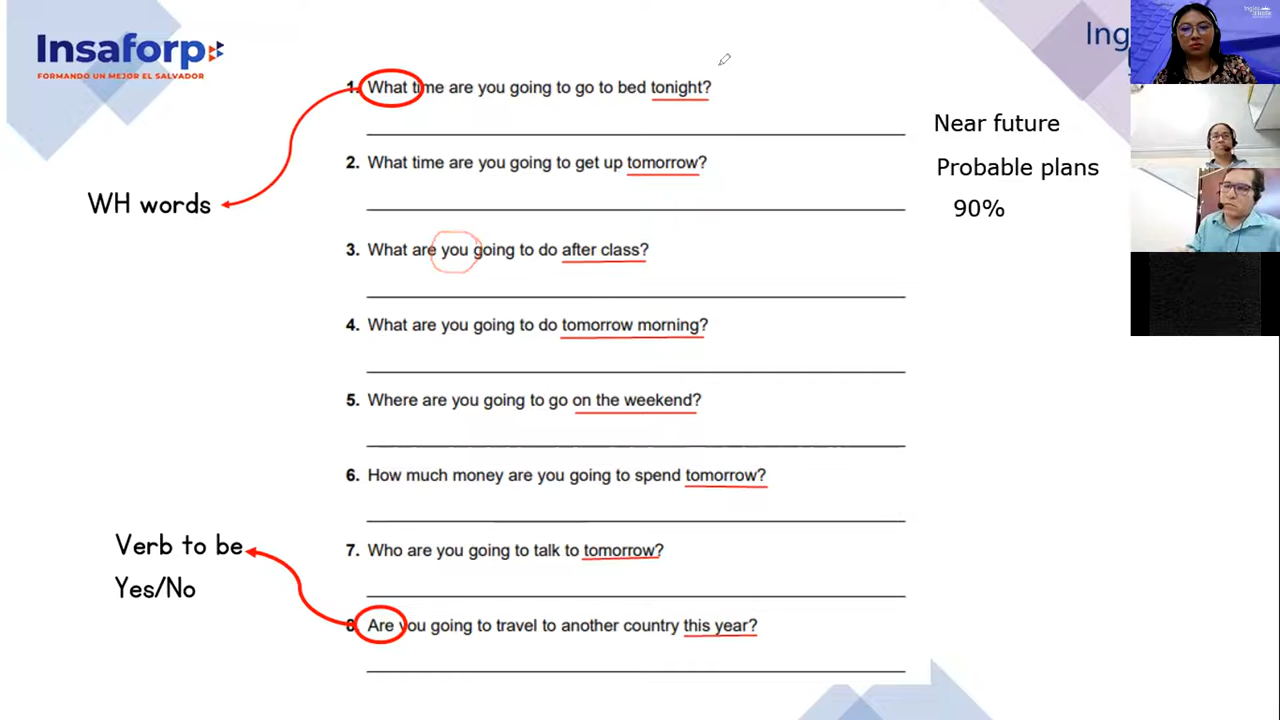 Insaforp
FORMANDO UN MEJOR EL SALVADOR
Ing
1. What time are you going to go to bed tonight?
2. What time are you going to get up tomorrow?
3. What are you going to do after class?
4. What are you going to do tomorrow morning?
5. Where are you going to go on the weekend?
6. How much money are you going to spend tomorrow?
7. Who are you going to talk to tomorrow?
8. Are you going to travel to another country this year?
WH words
Verb to be
Yes/No
Near future
Probable plans
90%